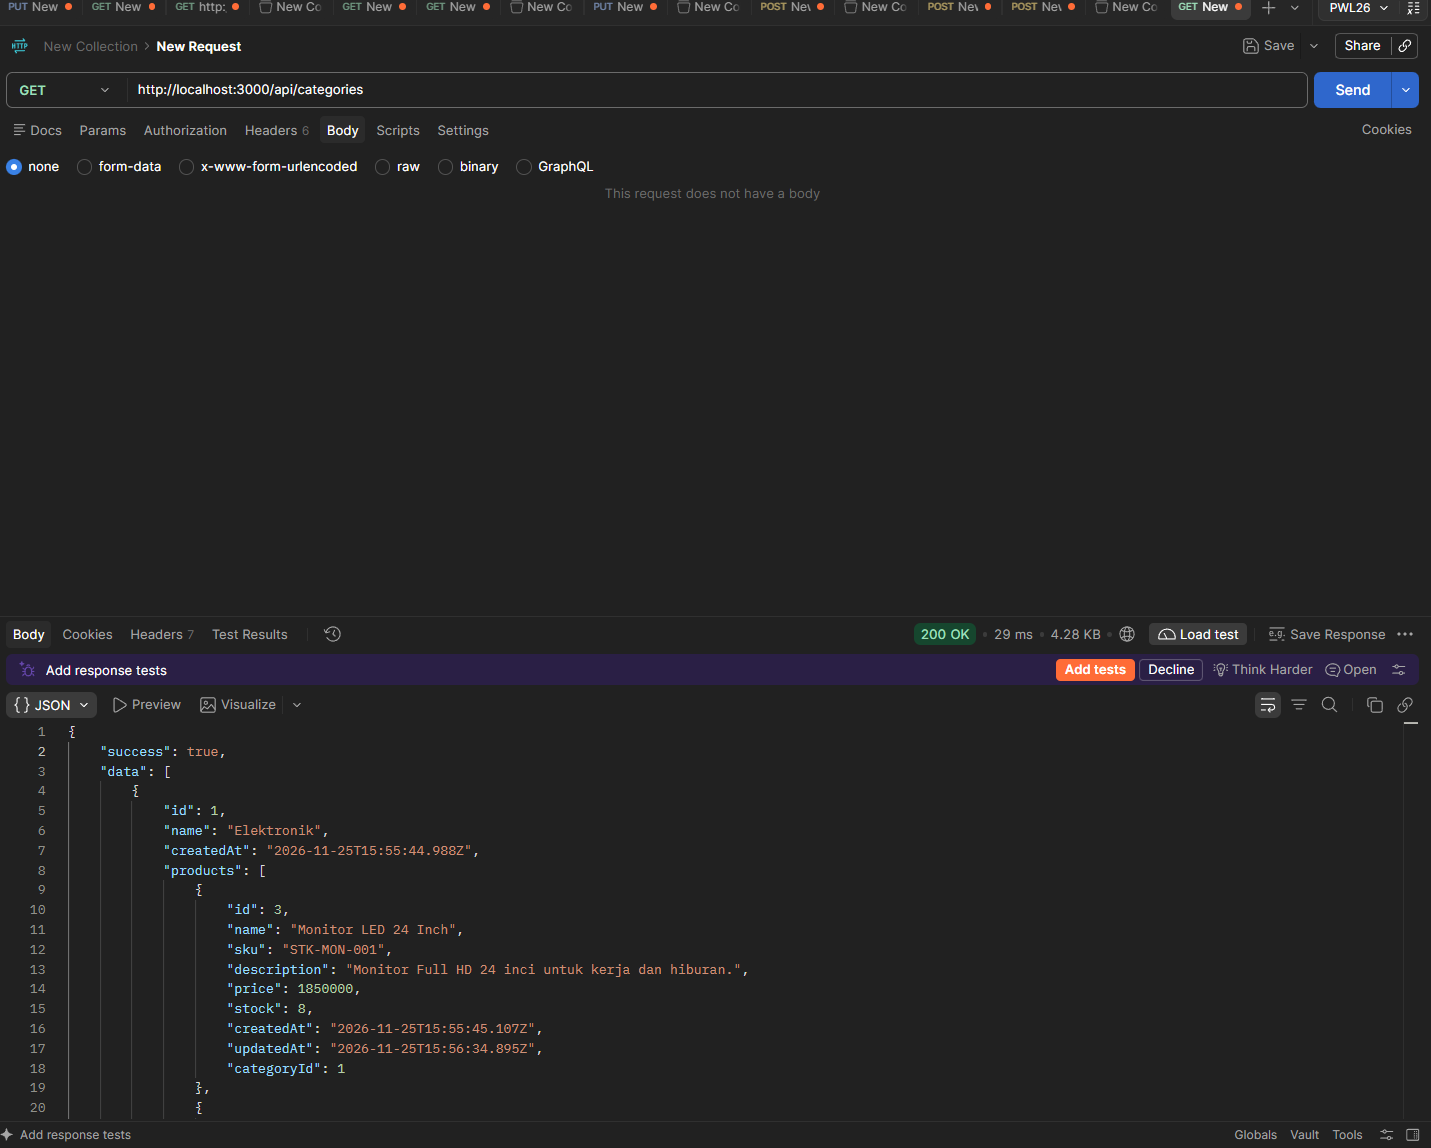 PUT New GET New GET http: New Co GET New GET New New Co PUT New New Co POST Nev New Co POST Nev POST Nev New Co GET New PWL26
New Collection > New Request Save Share
GET http://localhost:3000/api/categories Send
Docs Params Authorization Headers 6 Body Scripts Settings Cookies
none form-data x-www-form-urlencoded raw binary GraphQL
This request does not have a body
Body Cookies Headers 7 Test Results 200 OK • 29 ms • 4.28 KB • Load test Save Response
Add response tests Add tests Decline Think Harder Open
{} JSON Preview Visualize
1 {
2 "success": true,
3 "data": [
4 {
5 "id": 1,
6 "name": "Elektronik",
7 "createdAt": "2026-11-25T15:55:44.988Z",
8 "products": [
9 {
10 "id": 3,
11 "name": "Monitor LED 24 Inch",
12 "sku": "STK-MON-001",
13 "description": "Monitor Full HD 24 inci untuk kerja dan hiburan.",
14 "price": 1850000,
15 "stock": 8,
16 "createdAt": "2026-11-25T15:55:45.107Z",
17 "updatedAt": "2026-11-25T15:56:34.895Z",
18 "categoryId": 1
19 },
20 {
Add response tests Globals Vault Tools